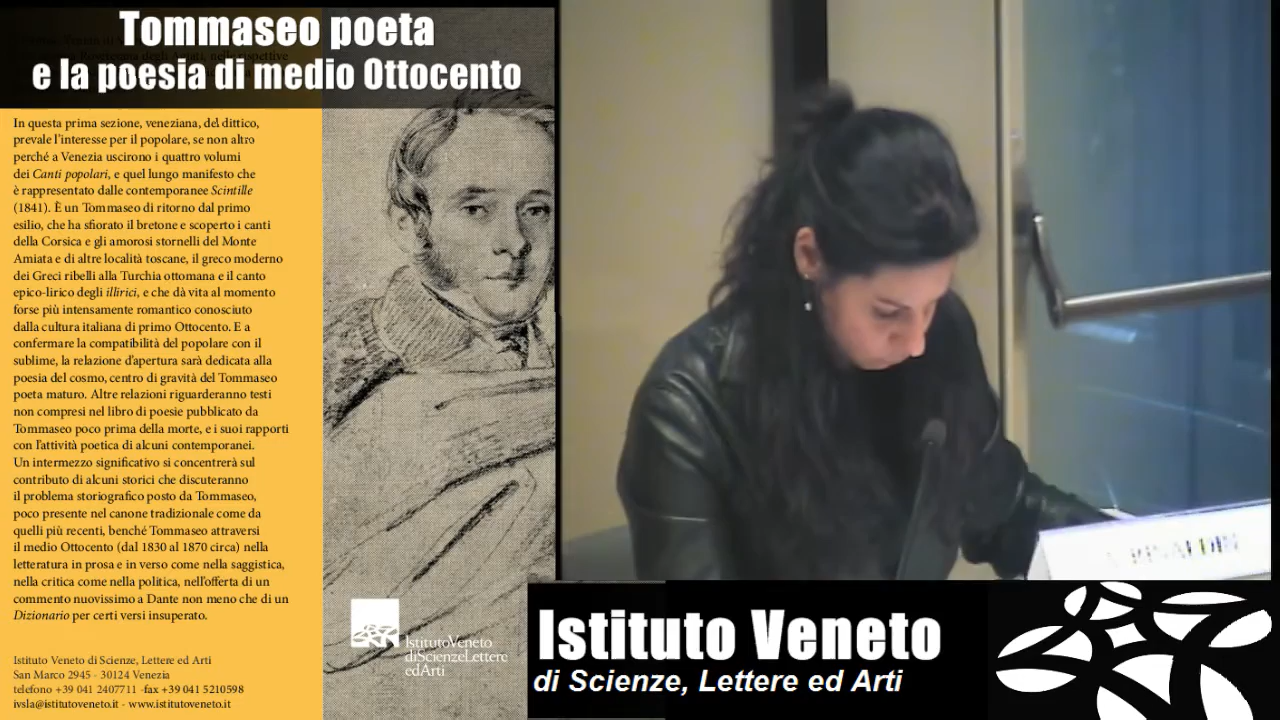 Tommaseo poeta
e la poesia di medio Ottocento
In questa prima sezione, veneziana, del dittico,
prevale l'interesse per il popolare, se non altro
perché a Venezia uscirono i quattro volumi
dei Canti popolari, e quel lungo manifesto che
è rappresentato dalle contemporanee Scintille
(1841). È un Tommaseo di ritorno dal primo
esilio, che ha sfiorato il bretone e scoperto i canti
della Corsica e gli amorosi stornelli del Monte
Amiata e di altre località toscane, il greco moderno
dei Greci ribelli alla Turchia ottomana e il canto
epico-lirico degli illirici, e che dà vita al momento
forse più intensamente romantico conosciuto
dalla cultura italiana di primo Ottocento. E a
confermare la compatibilità del popolare con il
sublime, la relazione d'apertura sarà dedicata alla
poesia del cosmo, centro di gravità del Tommaseo
poeta maturo. Altre relazioni riguarderanno testi
non compresi nel libro di poesie pubblicato da
Tommaseo poco prima della morte, e i suoi rapporti
con l'attività poetica di alcuni contemporanei.
Un intermezzo significativo si concentrerà sul
contributo di alcuni storici che discuteranno
il problema storiografico posto da Tommaseo,
poco presente nel canone tradizionale come da
quelli più recenti, benché Tommaseo attraversi
il medio Ottocento (dal 1830 al 1870 circa) nella
letteratura in prosa e in verso come nella saggistica,
nella critica come nella politica, nell'offerta di un
commento nuovissimo a Dante non meno che di un
Dizionario per certi versi insuperato.
Istituto Veneto di Scienze, Lettere ed Arti
San Marco 2945 - 30124 Venezia
telefono +39 041 2407711 -fax +39 041 5210598
ivsla@istitutoveneto.it - www.istitutoveneto.it
IstitutoVeneto
diScienzeLettere
edArti
RINALDIN
Istituto Veneto
di Scienze, Lettere ed Arti